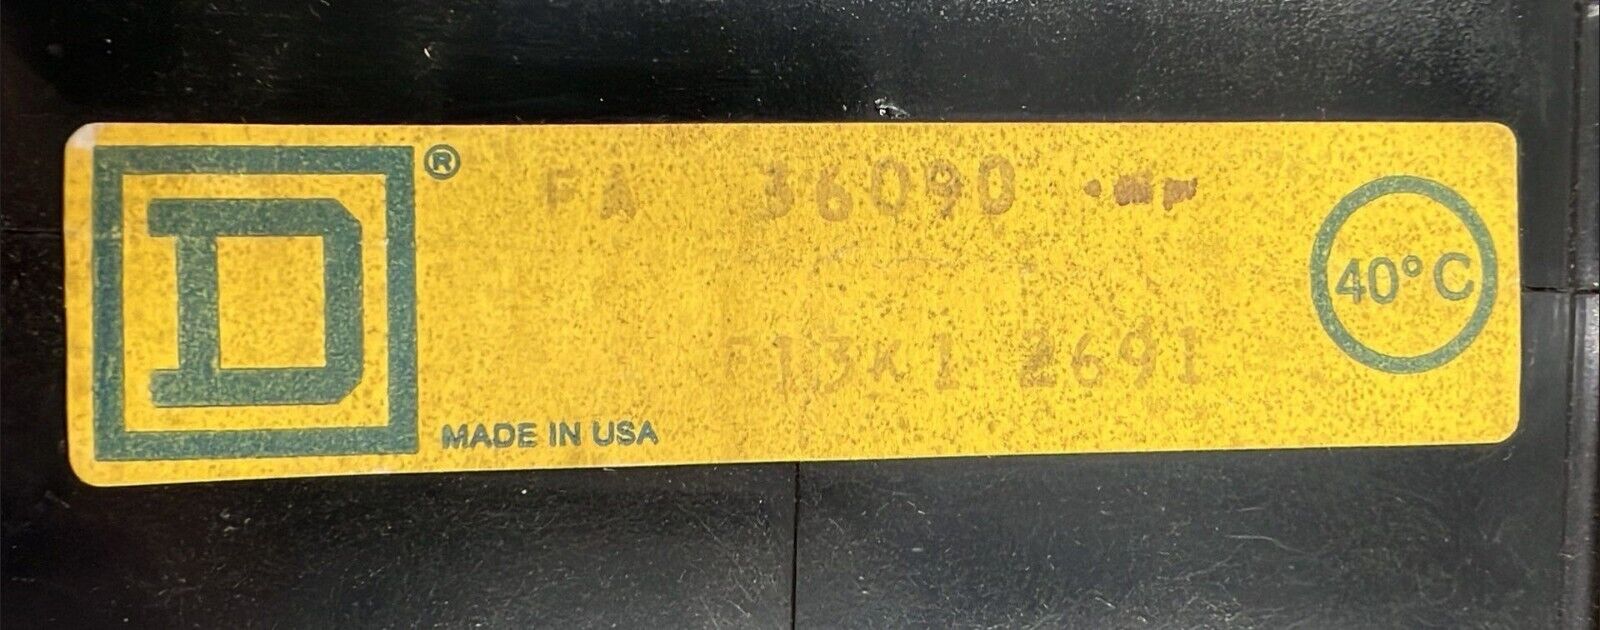 D ®
FA 36090
40° C
F13K1 2691
MADE IN USA